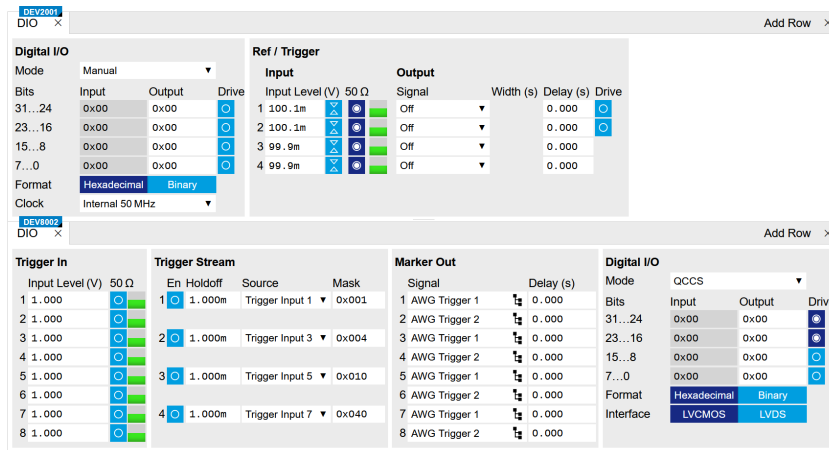 DEV2001
DIO × Add Row ×
Digital I/O
Mode Manual ▼
Bits Input Output Drive
31…24 0x00 0x00
23…16 0x00 0x00
15…8 0x00 0x00
7…0 0x00 0x00
Format Hexadecimal Binary
Clock Internal 50 MHz ▼
Ref / Trigger
Input Output
Input Level (V) 50 Ω Signal Width (s) Delay (s) Drive
1 100.1m Off ▼ 0.000
2 100.1m Off ▼ 0.000
3 99.9m Off ▼ 0.000
4 99.9m Off ▼ 0.000
DEV8002
DIO × Add Row ×
Trigger In
Input Level (V) 50 Ω
1 1.000
2 1.000
3 1.000
4 1.000
5 1.000
6 1.000
7 1.000
8 1.000
Trigger Stream
En Holdoff Source Mask
1 1.000m Trigger Input 1 ▼ 0x001
2 1.000m Trigger Input 3 ▼ 0x004
3 1.000m Trigger Input 5 ▼ 0x010
4 1.000m Trigger Input 7 ▼ 0x040
Marker Out
Signal Delay (s)
1 AWG Trigger 1 0.000
2 AWG Trigger 2 0.000
3 AWG Trigger 1 0.000
4 AWG Trigger 2 0.000
5 AWG Trigger 1 0.000
6 AWG Trigger 2 0.000
7 AWG Trigger 1 0.000
8 AWG Trigger 2 0.000
Digital I/O
Mode QCCS ▼
Bits Input Output Driv
31…24 0x00 0x00
23…16 0x00 0x00
15…8 0x00 0x00
7…0 0x00 0x00
Format Hexadecimal Binary
Interface LVCMOS LVDS